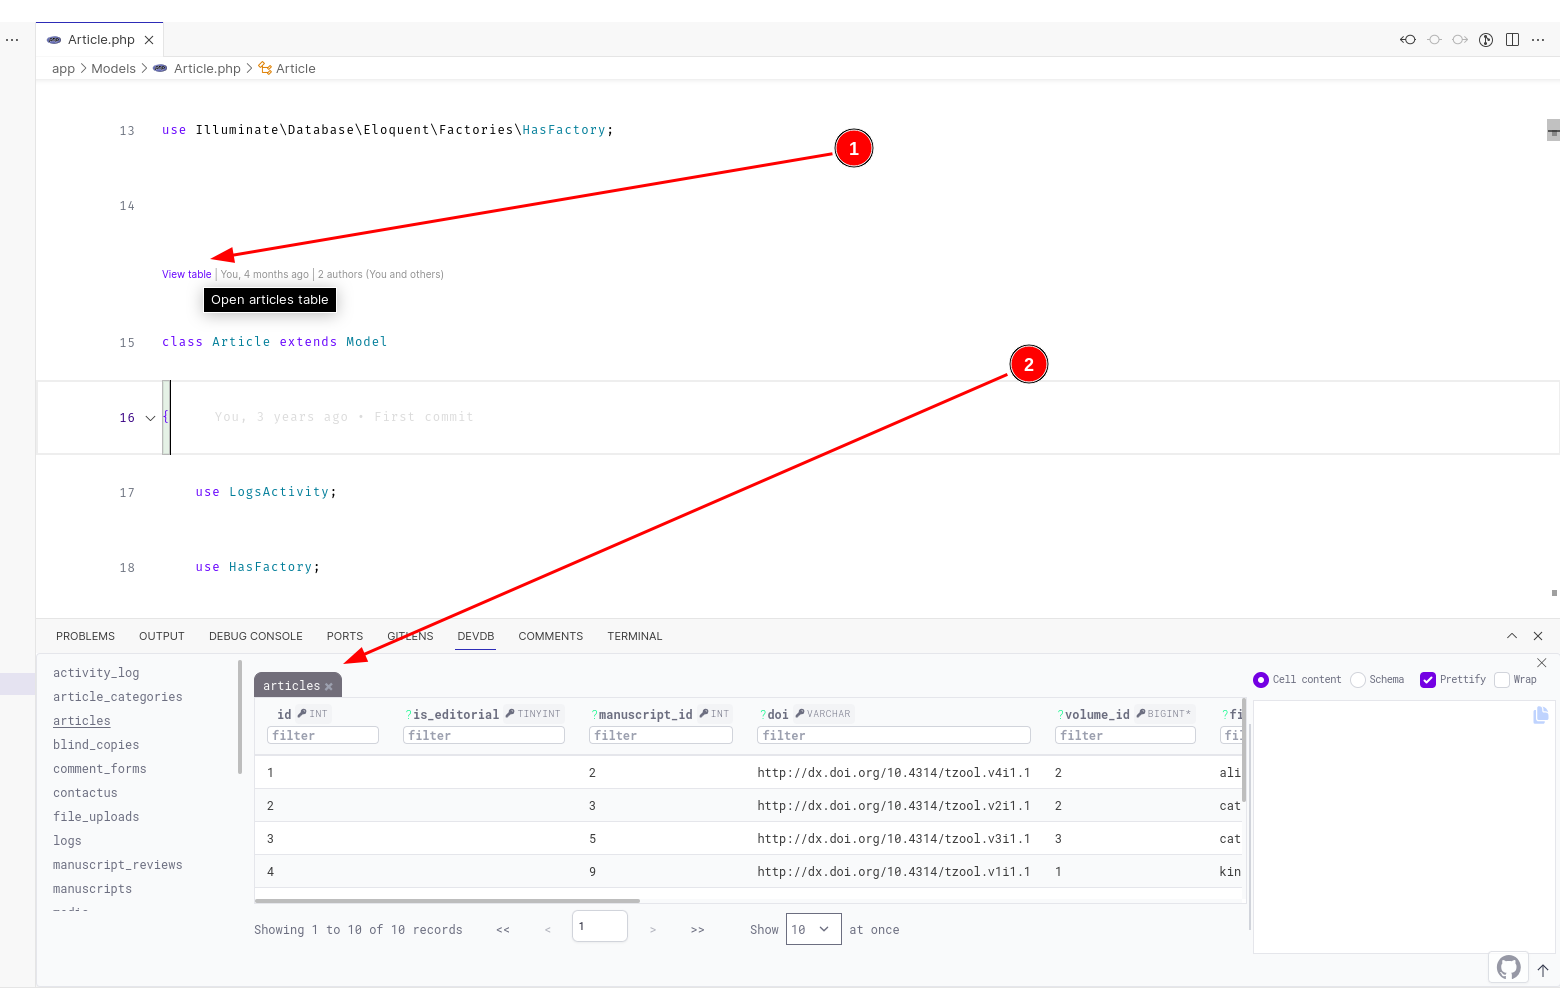 Article.php
app > Models > Article.php > Article
13 use Illuminate\Database\Eloquent\Factories\HasFactory;
1
14
View table | You, 4 months ago | 2 authors (You and others)
Open articles table
15 class Article extends Model
2
16 { You, 3 years ago • First commit
17 use LogsActivity;
18 use HasFactory;
PROBLEMS OUTPUT DEBUG CONSOLE PORTS GITLENS DEVDB COMMENTS TERMINAL
activity_log
article_categories
articles
blind_copies
comment_forms
contactus
file_uploads
logs
manuscript_reviews
manuscripts
articles
Cell content Schema Prettify Wrap
id INT ?is_editorial TINYINT ?manuscript_id INT ?doi VARCHAR ?volume_id BIGINT* ?fi
filter filter filter filter filter fil
1 2 http://dx.doi.org/10.4314/tzool.v4i1.1 2 ali
2 3 http://dx.doi.org/10.4314/tzool.v2i1.1 2 cat
3 5 http://dx.doi.org/10.4314/tzool.v3i1.1 3 cat
4 9 http://dx.doi.org/10.4314/tzool.v1i1.1 1 kin
Showing 1 to 10 of 10 records << < 1 > >> Show 10 at once